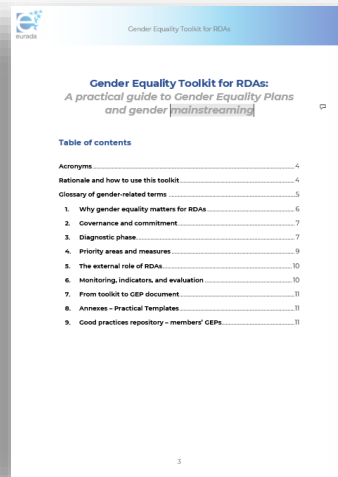 eurada
Gender Equality Toolkit for RDAs
Gender Equality Toolkit for RDAs:
A practical guide to Gender Equality Plans
and gender mainstreaming
Table of contents
Acronyms 4
Rationale and how to use this toolkit 4
Glossary of gender-related terms 5
1. Why gender equality matters for RDAs 6
2. Governance and commitment 7
3. Diagnostic phase 7
4. Priority areas and measures 9
5. The external role of RDAs 10
6. Monitoring, indicators, and evaluation 10
7. From toolkit to GEP document 11
8. Annexes – Practical Templates 11
9. Good practices repository – members' GEPs 11
3